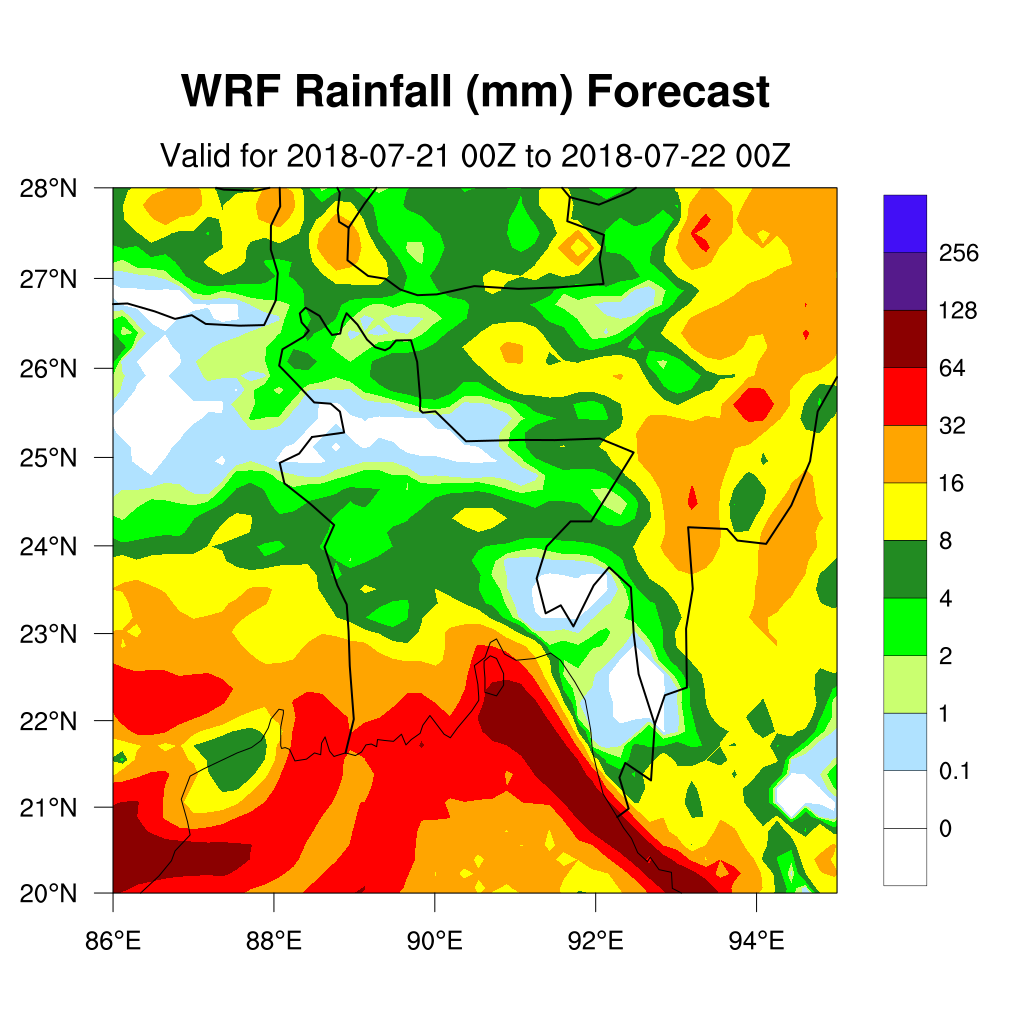 WRF Rainfall (mm) Forecast
Valid for 2018-07-21 00Z to 2018-07-22 00Z
28°N
27°N
26°N
25°N
24°N
23°N
22°N
21°N
20°N
86°E 88°E 90°E 92°E 94°E
256
128
64
32
16
8
4
2
1
0.1
0